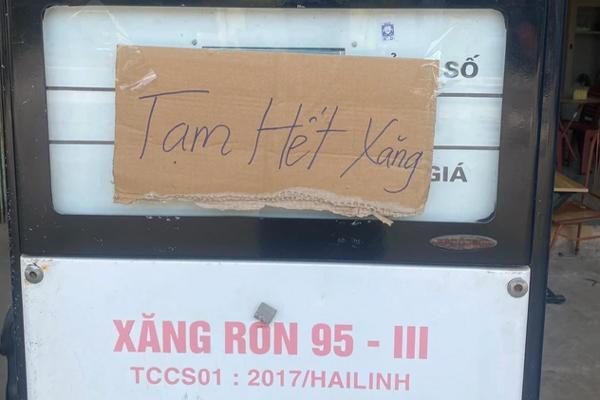 SỐ
Tạm Hết Xăng
GIÁ
XĂNG RON 95 - III
TCCS01 : 2017/HAILINH